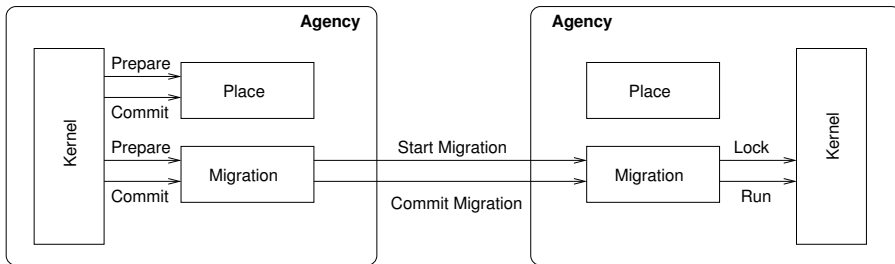 Agency
Agency
Kernel
Prepare
Place
Commit
Prepare
Migration
Commit
Start Migration
Commit Migration
Place
Migration
Lock
Run
Kernel